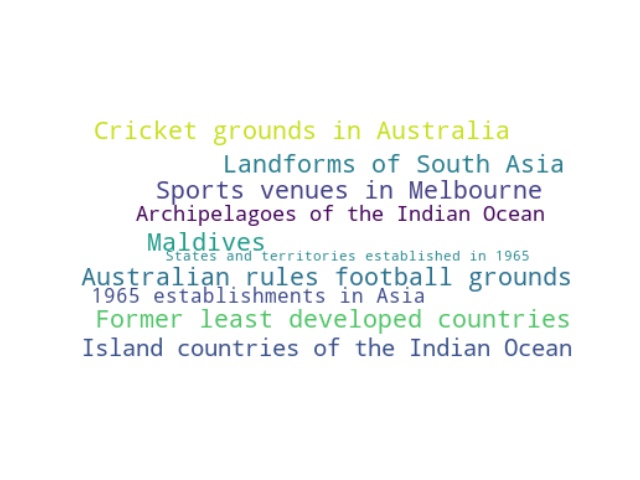 Cricket grounds in Australia
Landforms of South Asia
Sports venues in Melbourne
Archipelagoes of the Indian Ocean
Maldives
States and territories established in 1965
Australian rules football grounds
1965 establishments in Asia
Former least developed countries
Island countries of the Indian Ocean